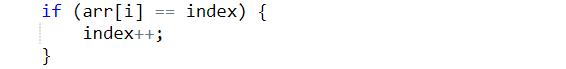 if (arr[i] == index) {
    index++;
}